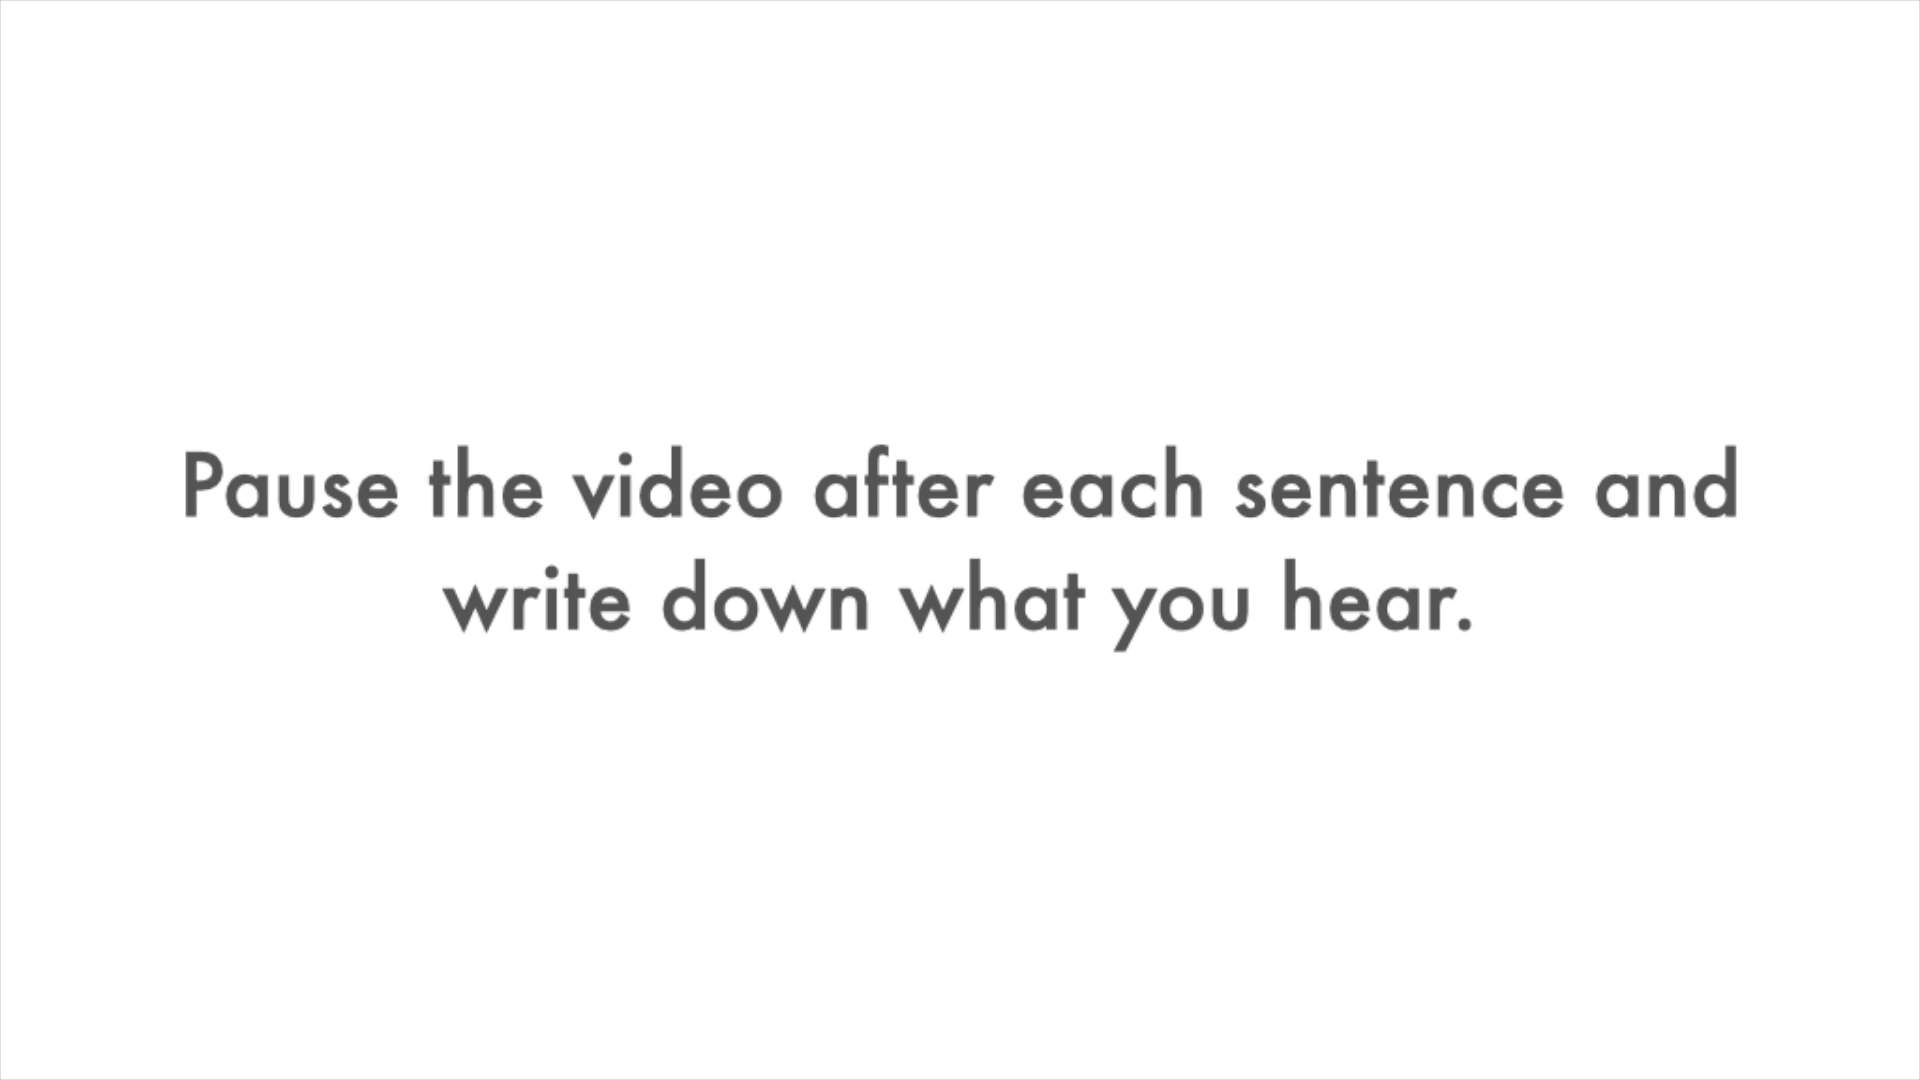 Pause the video after each sentence and
write down what you hear.